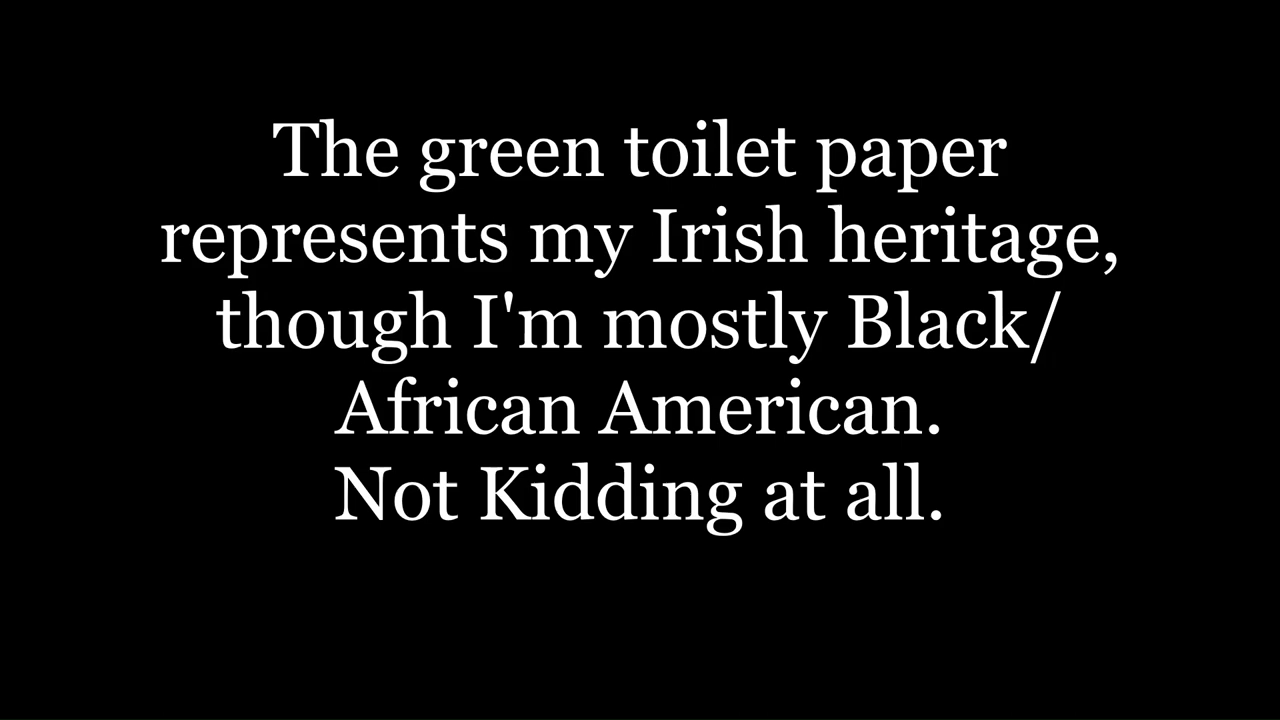 The green toilet paper
represents my Irish heritage,
though I'm mostly Black/
African American.
Not Kidding at all.